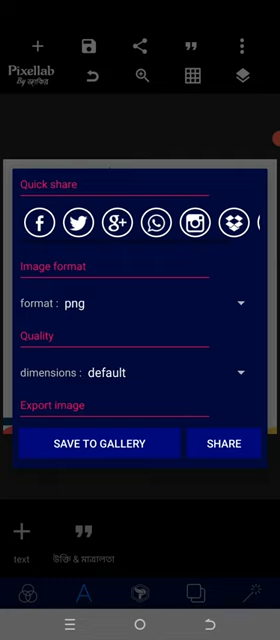 Pixellab
By জ্যাকির
Quick share
Image format
format : png
Quality
dimensions : default
Export image
SAVE TO GALLERY
SHARE
text
উক্তি & মাত্রালতা